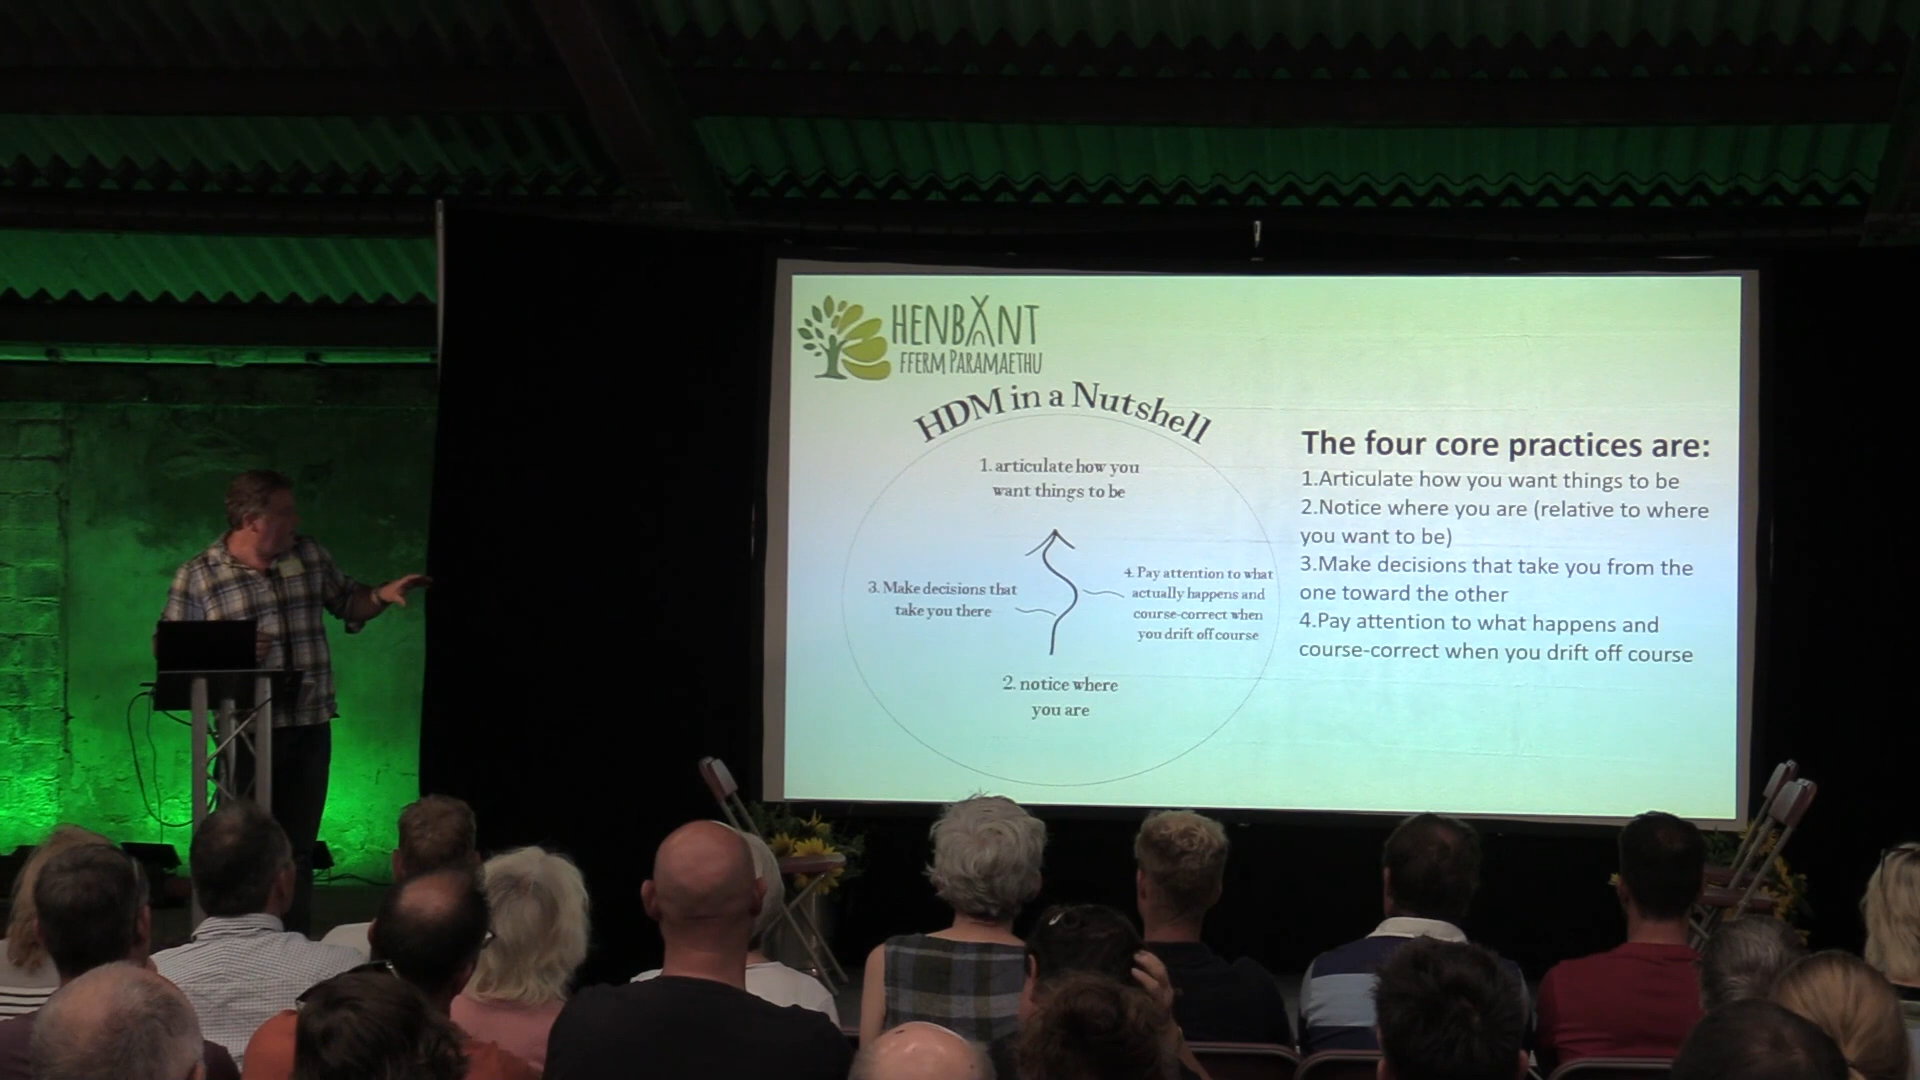 HENBANT
FFERM PARAMAETHU
HDM in a Nutshell
1. articulate how you
want things to be
3. Make decisions that
take you there
4. Pay attention to what
actually happens and
course-correct when
you drift off course
2. notice where
you are
The four core practices are:
1.Articulate how you want things to be
2.Notice where you are (relative to where
you want to be)
3.Make decisions that take you from the
one toward the other
4.Pay attention to what happens and
course-correct when you drift off course